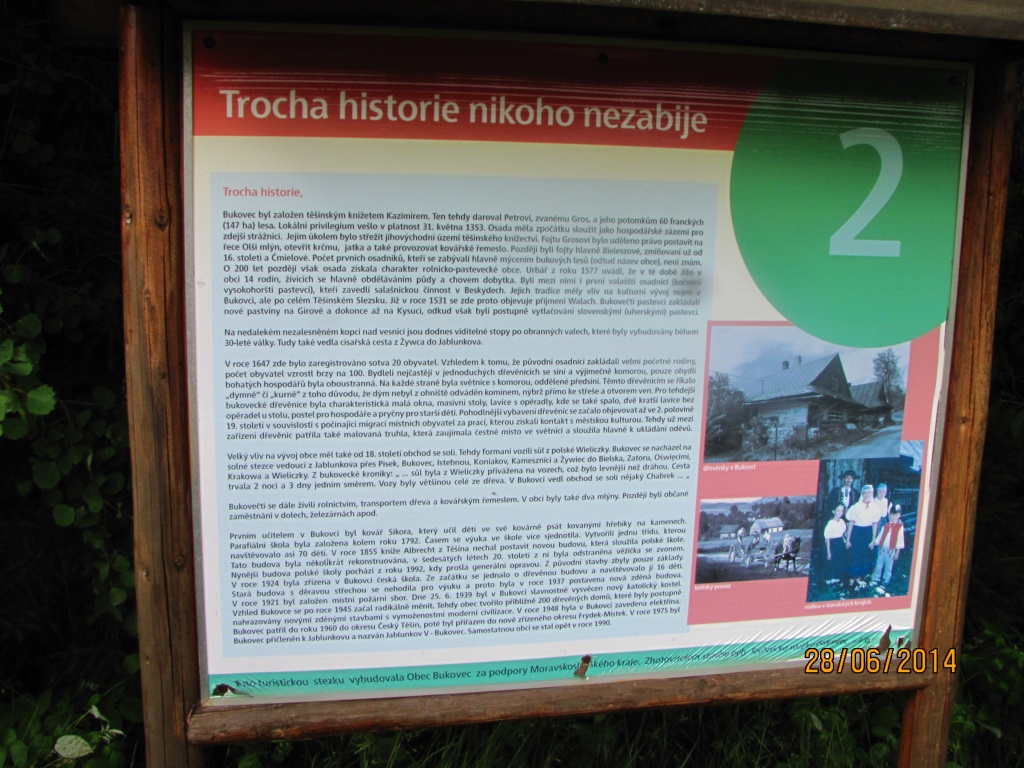 Trocha historie nikoho nezabije
2
Trocha historie,
Bukovec byl založen těšínským knížetem Kazimírem. Ten tehdy daroval Petrovi, zvanému Gros, a jeho potomkům 60 franckých
(147 ha) lesa. Lokální privilegium vešlo v platnost 31. května 1353. Osada měla zpočátku sloužit jako hospodářské zázemí pro
zdejší strážnici. Jejím úkolem bylo střežit jihovýchodní území těšínského knížectví. Fojtu Grosovi bylo uděleno právo postavit na
řece Olši mlýn, otevřít krčmu, jatka a také provozovat kovářské řemeslo. Později byli fojty hlavně Bieleszové, zmiňovaní už od
16. století a Ćmielové. Počet prvních osadníků, kteří se zabývali hlavně mýcením bukových lesů (odtud název obce), není znám.
O 200 let později však osada získala charakter rolnicko-pastevecké obce. Urbář z roku 1577 uvádí, že v té době žilo v
obci 14 rodin, živících se hlavně obděláváním půdy a chovem dobytka. Byli mezi nimi i první valašští osadníci (kočovní
vysokohorští pastevci), kteří zavedli salašnickou činnost v Beskydech. Jejich tradice měly vliv na kulturní vývoj nejen v
Bukovci, ale po celém Těšínském Slezsku. Již v roce 1531 se zde proto objevuje příjmení Walach. Bukovečtí pastevci zakládali
nové pastviny na Girové a dokonce až na Kysuci, odkud však byli postupně vytlačováni slovenskými (uherskými) pastevci.
Na nedalekém nezalesněném kopci nad vesnicí jsou dodnes viditelné stopy po obranných valech, které byly vybudovány během
30-leté války. Tudy také vedla císařská cesta z Żywca do Jablunkova.
V roce 1647 zde bylo zaregistrováno sotva 20 obyvatel. Vzhledem k tomu, že původní osadníci zakládali velmi početné rodiny,
počet obyvatel vzrostl brzy na 100. Bydleli nejčastěji v jednoduchých dřevěnicích se síní a výjimečně komorou, pouze obydlí
bohatých hospodářů byla oboustranná. Na každé straně byla světnice s komorou, oddělené předsíní. Těmto dřevěnicím se říkalo
„dymné“ či „kurné“ z toho důvodu, že dým nebyl z ohniště odváděn komínem, nýbrž přímo ke střeše a otvorem ven. Pro tehdejší
bukovecké dřevěnice byla charakteristická malá okna, masivní stoly, lavice s opěradly, kde se také spalo, dvě kratší lavice bez
opěradel u stolu, postel pro hospodáře a pryčny pro starší děti. Pohodlnější vybavení dřevěnic se začalo objevovat až ve 2. polovině
19. století v souvislosti s počínající migrací místních obyvatel za prací, kterou získali kontakt s městskou kulturou. Tehdy už mezi
zařízení dřevěnic patřila také malovaná truhla, která zaujímala čestné místo ve světnici a sloužila hlavně k ukládání oděvů.
Velký vliv na vývoj obce měl také od 18. století obchod se solí. Tehdy formani vozili sůl z polské Wieliczky. Bukovec se nacházel na
solné stezce vedoucí z Jablunkova přes Písek, Bukovec, Istebnou, Koniakov, Kamesznici a Żywiec do Bielska, Zatoru, Oswięcimi,
Krakowa a Wieliczky. Z bukovecké kroniky: „ ... sůl byla z Wieliczky přivážena na vozech, což bylo levnější než dráhou. Cesta
trvala 2 noci a 3 dny jedním směrem. Vozy byly většinou celé ze dřeva. V Bukovci vedl obchod se solí nějaký Chabrek ... „
Bukovečtí se dále živili rolnictvím, transportem dřeva a kovářským řemeslem. V obci byly také dva mlýny. Později byli občané
zaměstnáni v dolech, železárnách apod.
Prvním učitelem v Bukovci byl kovář Sikora, který učil děti ve své kovárně psát kovanými hřebíky na kamenech.
Parafiální škola byla založena kolem roku 1792. Časem se výuka ve škole více sjednotila. Vytvořili jednu třídu, kterou
navštěvovalo asi 70 dětí. V roce 1855 kníže Albrecht z Těšína nechal postavit novou budovu, která sloužila polské škole.
Tato budova byla několikrát rekonstruována, v šedesátých létech 20. století z ní byla odstraněna věžička se zvonem.
Nynější budova polské školy pochází z roku 1992, kdy prošla generální opravou. Z původní stavby zbyly pouze základy.
V roce 1924 byla zřízena v Bukovci česká škola. Ze začátku se jednalo o dřevěnou budovu a navštěvovalo ji 16 dětí.
Stará budova s děravou střechou se nehodila pro výuku a proto byla v roce 1937 postavena nová zděná budova.
V roce 1921 byl založen místní požární sbor. Dne 25. 6. 1939 byl v Bukovci slavnostně vysvěcen nový katolický kostel.
Vzhled Bukovce se po roce 1945 začal radikálně měnit. Tehdy obec tvořilo přibližně 200 dřevěných domů, které byly postupně
nahrazovány novými zděnými stavbami s vymoženostmi moderní civilizace. V roce 1948 byla v Bukovci zavedena elektřina.
Bukovec patřil do roku 1960 do okresu Český Těšín, poté byl přiřazen do nově zřízeného okresu Frýdek-Místek. V roce 1975 byl
Bukovec přičleněn k Jablunkovu a nazván Jablunkov V - Bukovec. Samostatnou obcí se stal opět v roce 1990.
dřevěnky v Bukovci
koňský povoz
rodina v Gorolských krojích
turistickou stezku vybudovala Obec Bukovec za podpory kraje.
28/06/2014